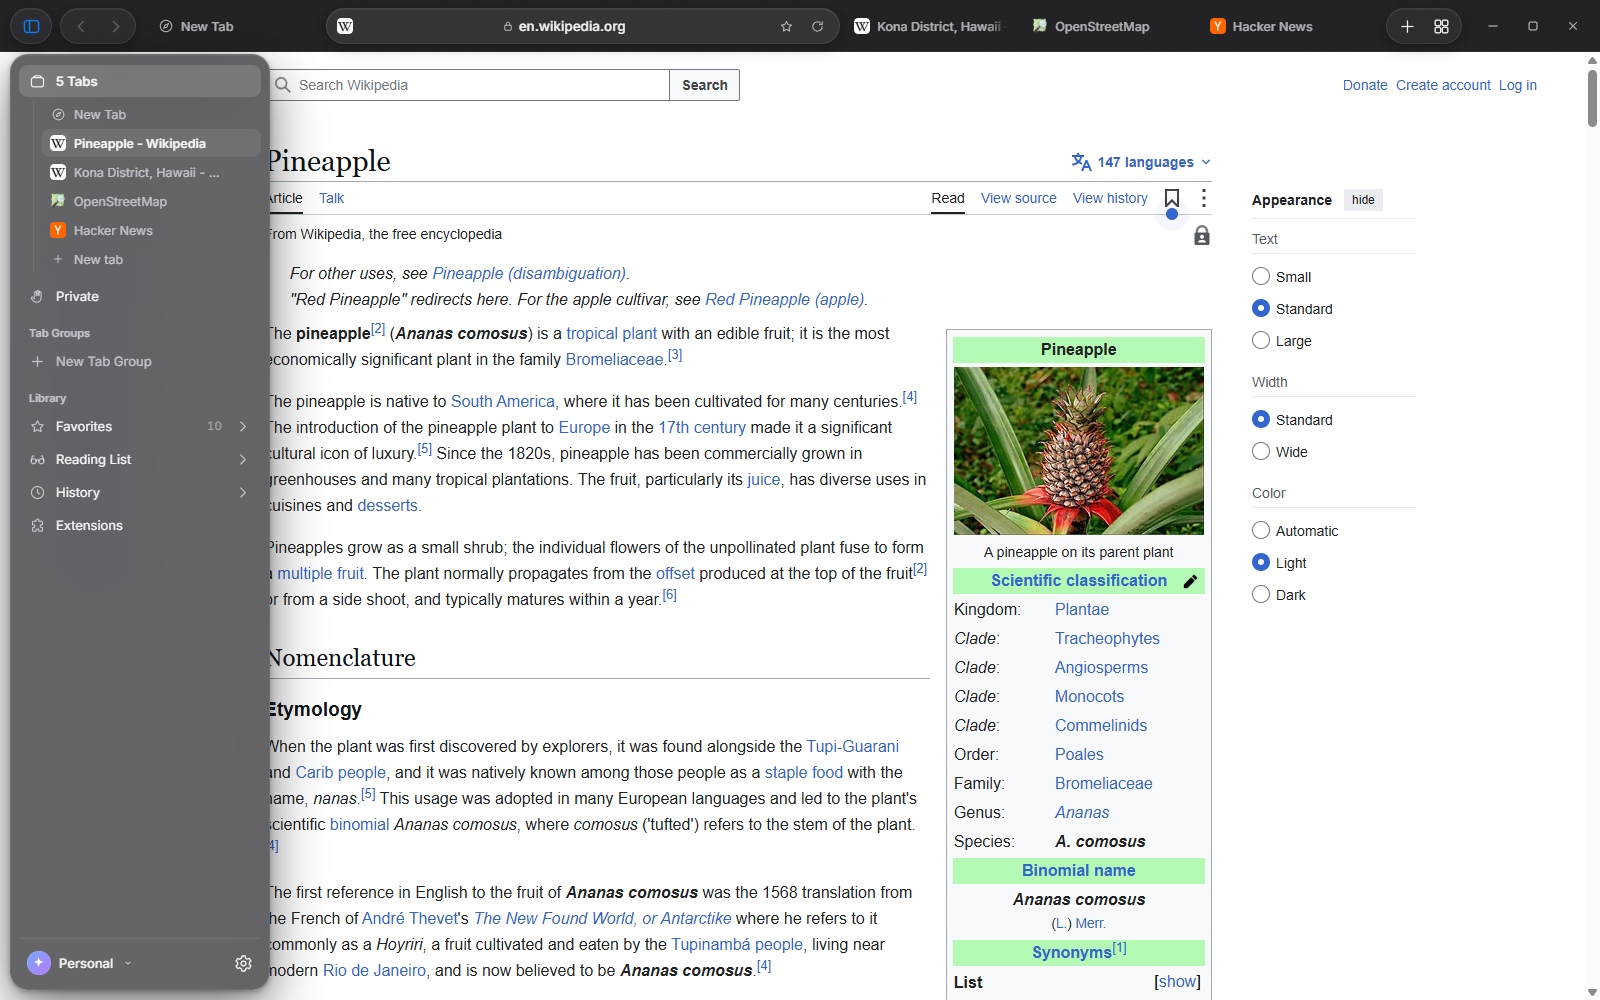 New Tab
en.wikipedia.org
Kona District, Hawaii
OpenStreetMap
Hacker News
5 Tabs
New Tab
Pineapple - Wikipedia
Kona District, Hawaii - ...
OpenStreetMap
Hacker News
New tab
Private
Tab Groups
New Tab Group
Library
Favorites 10
Reading List
History
Extensions
Personal
Search Wikipedia
Search
Donate Create account Log in
Pineapple
147 languages
Article Talk
Read View source View history
From Wikipedia, the free encyclopedia
For other uses, see Pineapple (disambiguation).
"Red Pineapple" redirects here. For the apple cultivar, see Red Pineapple (apple).
The pineapple[2] (Ananas comosus) is a tropical plant with an edible fruit; it is the most
economically significant plant in the family Bromeliaceae.[3]
The pineapple is native to South America, where it has been cultivated for many centuries.[4]
The introduction of the pineapple plant to Europe in the 17th century made it a significant
cultural icon of luxury.[5] Since the 1820s, pineapple has been commercially grown in
greenhouses and many tropical plantations. The fruit, particularly its juice, has diverse uses in
cuisines and desserts.
Pineapples grow as a small shrub; the individual flowers of the unpollinated plant fuse to form
a multiple fruit. The plant normally propagates from the offset produced at the top of the fruit[2]
or from a side shoot, and typically matures within a year.[6]
Nomenclature
Etymology
When the plant was first discovered by explorers, it was found alongside the Tupi-Guarani
and Carib people, and it was natively known among those people as a staple food with the
name, nanas.[5] This usage was adopted in many European languages and led to the plant's
scientific binomial Ananas comosus, where comosus ('tufted') refers to the stem of the plant.
4]
The first reference in English to the fruit of Ananas comosus was the 1568 translation from
the French of André Thevet's The New Found World, or Antarctike where he refers to it
commonly as a Hoyriri, a fruit cultivated and eaten by the Tupinambá people, living near
modern Rio de Janeiro, and is now believed to be Ananas comosus.[4]
Pineapple
A pineapple on its parent plant
Scientific classification
Kingdom: Plantae
Clade: Tracheophytes
Clade: Angiosperms
Clade: Monocots
Clade: Commelinids
Order: Poales
Family: Bromeliaceae
Genus: Ananas
Species: A. comosus
Binomial name
Ananas comosus
(L.) Merr.
Synonyms[1]
List [show]
Appearance hide
Text
Small
Standard
Large
Width
Standard
Wide
Color
Automatic
Light
Dark